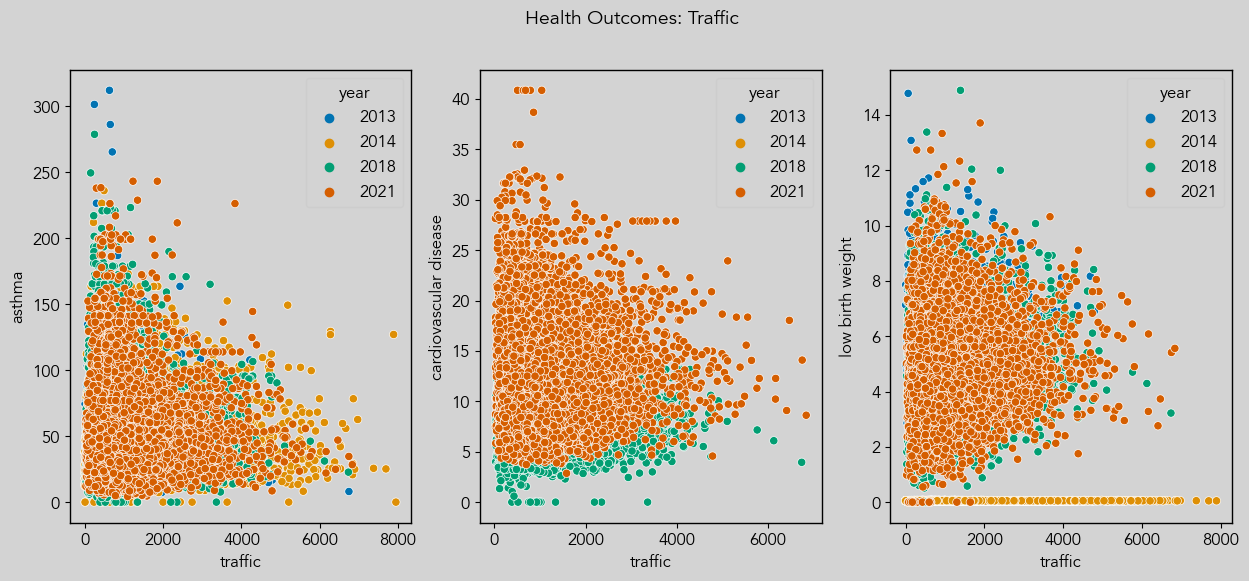 Health Outcomes: Traffic
asthma
300
250
200
150
100
50
0
0 2000 4000 6000 8000
traffic
year
2013
2014
2018
2021
cardiovascular disease
40
35
30
25
20
15
10
5
0
0 2000 4000 6000
traffic
year
2013
2014
2018
2021
low birth weight
14
12
10
8
6
4
2
0
0 2000 4000 6000 8000
traffic
year
2013
2014
2018
2021